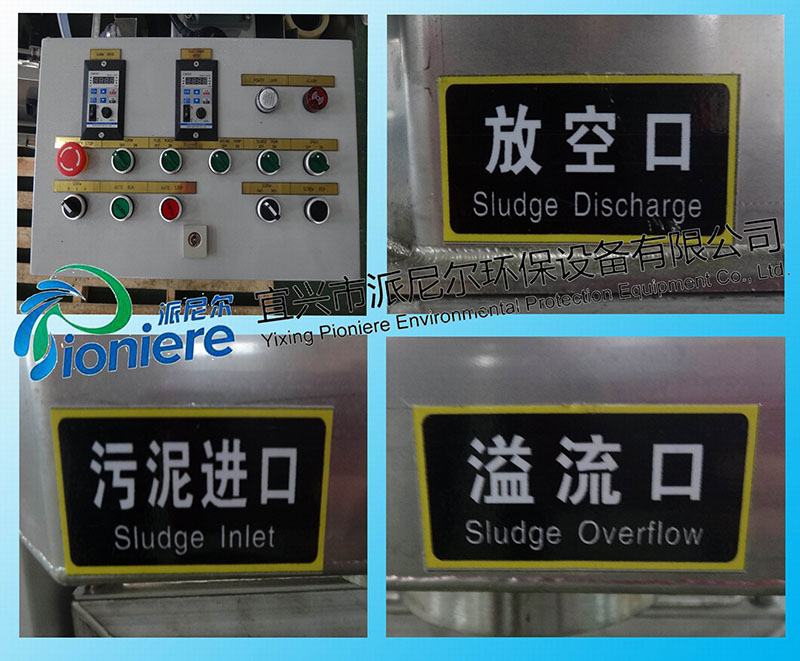 放空口
Sludge Discharge
派尼尔
Pioniere
宜兴市派尼尔环保设备有限公司
Yixing Pioniere Environmental Protection Equipment Co., Ltd.
污泥进口
Sludge Inlet
溢流口
Sludge Overflow